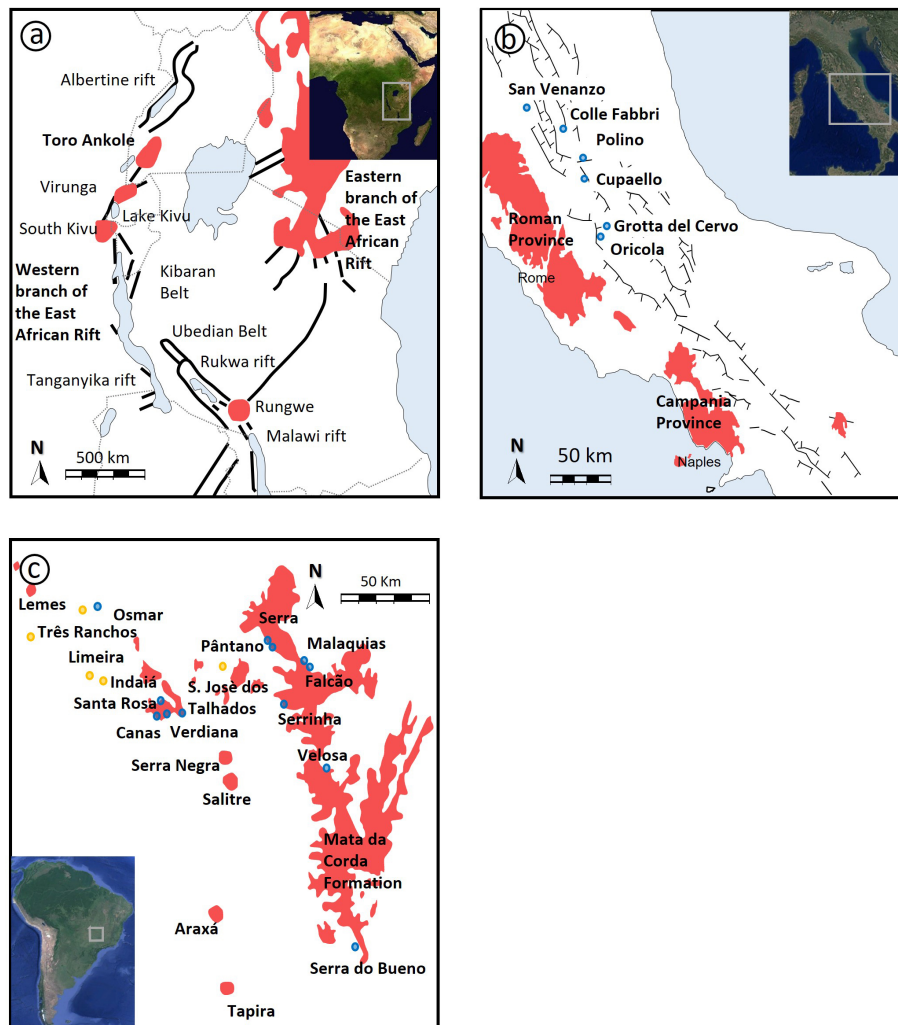 a
Albertine rift
Toro Ankole
Virunga
Lake Kivu
South Kivu
Eastern
branch of
the East
African
Rift
Western
branch of
the East
African Rift
Kibaran
Belt
Ubedian Belt
Rukwa rift
Tanganyika rift
Rungwe
Malawi rift
N
500 km
b
San Venanzo
Colle Fabbri
Polino
Cupaello
Grotta del Cervo
Oricola
Roman
Province
Rome
Campania
Province
Naples
N
50 km
c
N
50 Km
Lemes
Osmar
Três Ranchos
Limeira
Indaiá
Santa Rosa
Canas
Verdiana
Serra
Pântano
Malaquias
Falcão
S. Josè dos
Talhados
Serrinha
Serra Negra
Salitre
Velosa
Mata da
Corda
Formation
Araxá
Serra do Bueno
Tapira